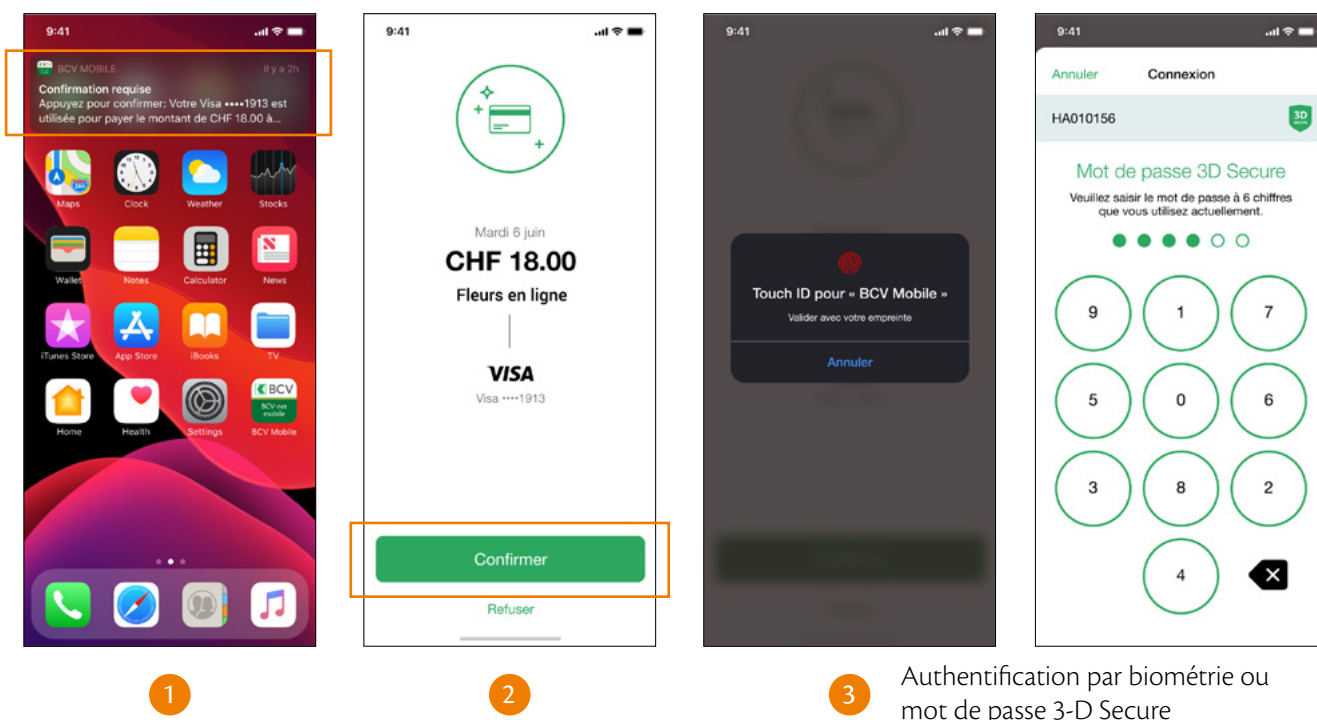 9:41
BCV MOBILE
Il y a 2h
Confirmation requise
Appuyez pour confirmer: Votre Visa ••••1913 est
utilisée pour payer le montant de CHF 18.00 à...
Maps
Clock
Weather
Stocks
Wallet
Notes
Calculator
News
iTunes Store
App Store
iBooks
TV
BCV
BCV-net
mobile
Home
Health
Settings
BCV Mobile
1
9:41
Mardi 6 juin
CHF 18.00
Fleurs en ligne
VISA
Visa ••••1913
Confirmer
Refuser
2
9:41
Touch ID pour « BCV Mobile »
Valider avec votre empreinte
Annuler
9:41
Annuler
Connexion
HA010156
3D
SECURE
Mot de passe 3D Secure
Veuillez saisir le mot de passe à 6 chiffres
que vous utilisez actuellement.
9 1 7
5 0 6
3 8 2
4
3
Authentification par biométrie ou
mot de passe 3-D Secure